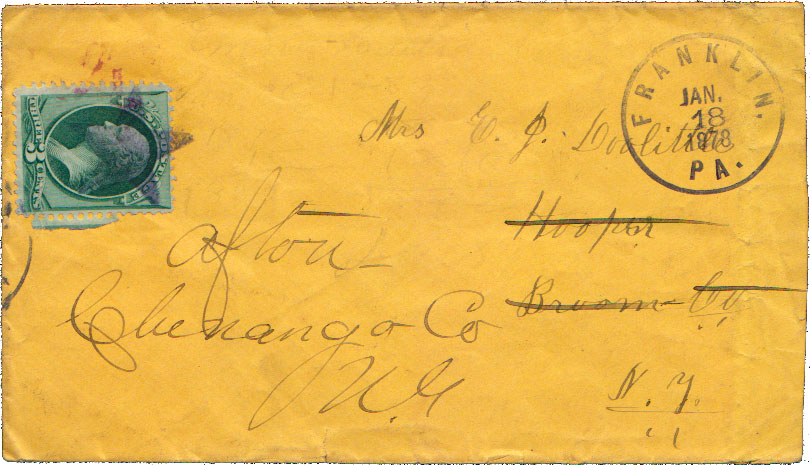 FRANKLIN.
JAN.
18
1878
PA.
Mrs E. J. Doolittle
Hooper
Broome Co
N. Y.
Afton
Chenango Co
N.Y